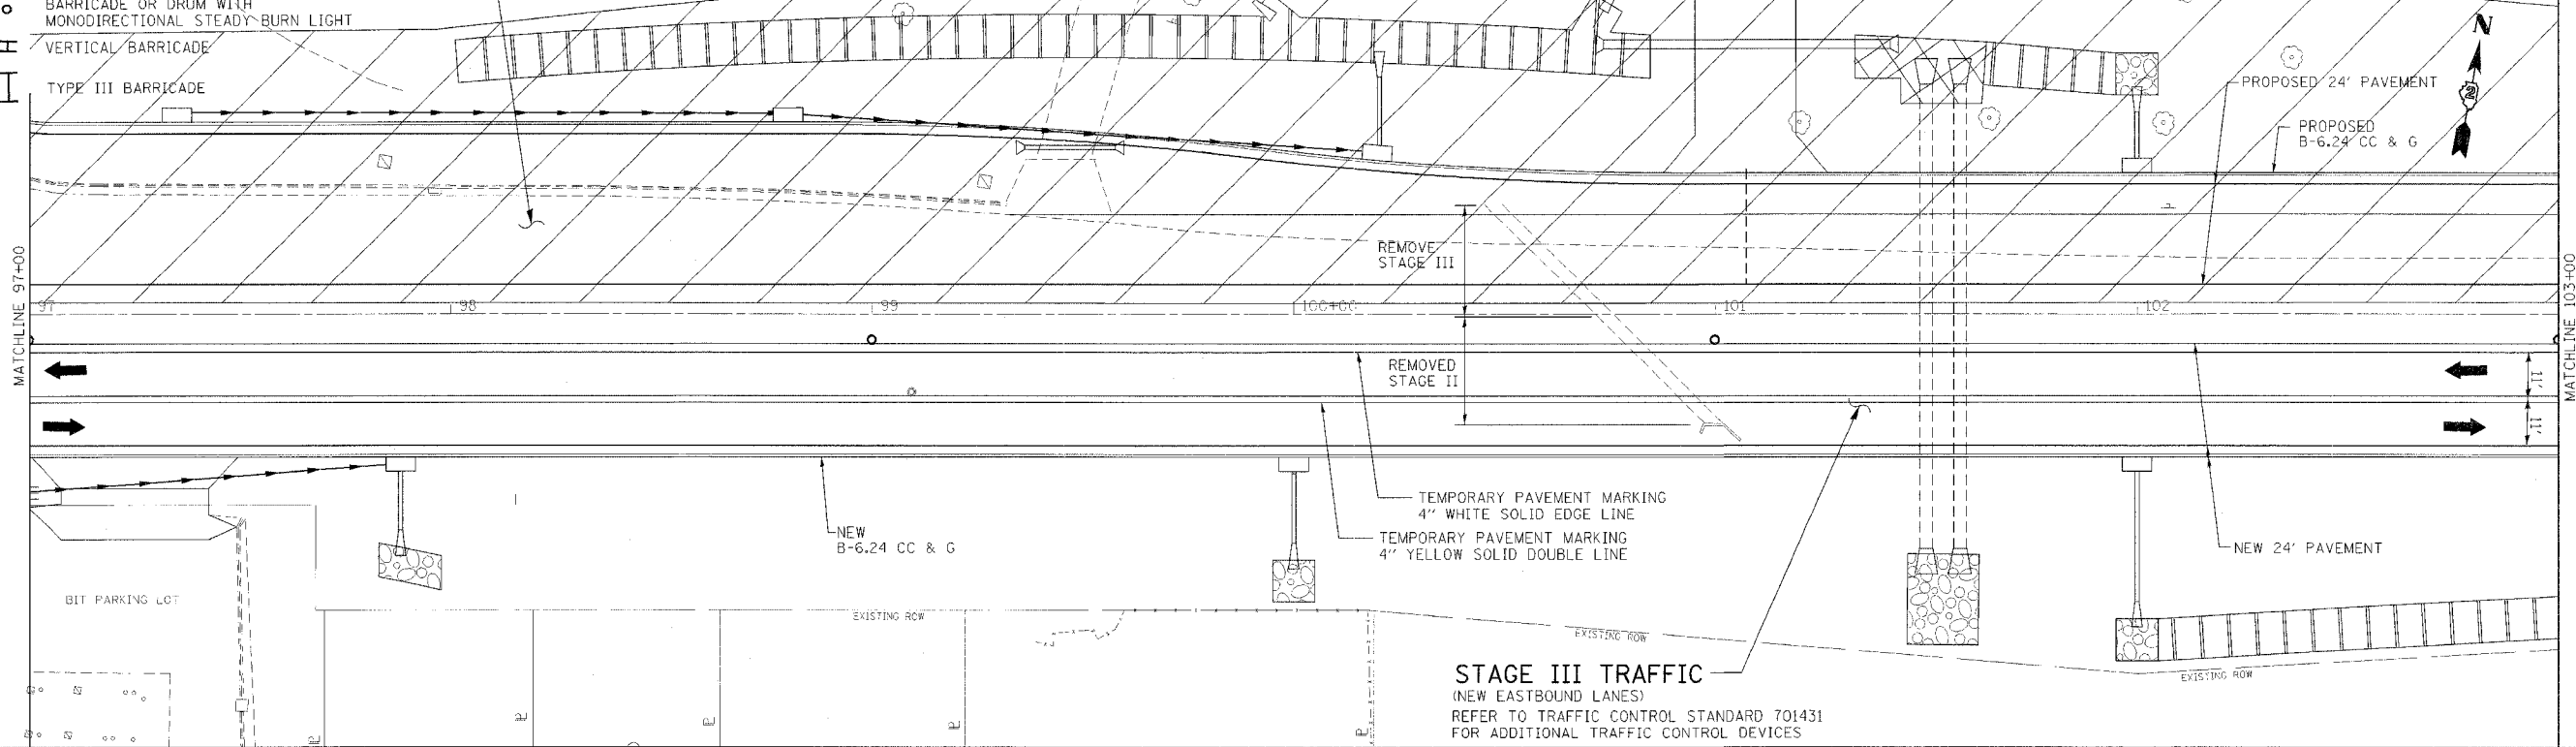 BARRICADE OR DRUM WITH
MONODIRECTIONAL STEADY BURN LIGHT
VERTICAL BARRICADE
TYPE III BARRICADE
N
2
PROPOSED 24' PAVEMENT
PROPOSED
B-6.24 CC & G
REMOVE
STAGE III
MATCHLINE 97+00
MATCHLINE 103+00
97
98
99
100+00
101
102
REMOVED
STAGE II
11'
11'
TEMPORARY PAVEMENT MARKING
4" WHITE SOLID EDGE LINE
TEMPORARY PAVEMENT MARKING
4" YELLOW SOLID DOUBLE LINE
NEW
B-6.24 CC & G
NEW 24' PAVEMENT
BIT PARKING LOT
EXISTING ROW
EXISTING ROW
EXISTING ROW
STAGE III TRAFFIC
(NEW EASTBOUND LANES)
REFER TO TRAFFIC CONTROL STANDARD 701431
FOR ADDITIONAL TRAFFIC CONTROL DEVICES